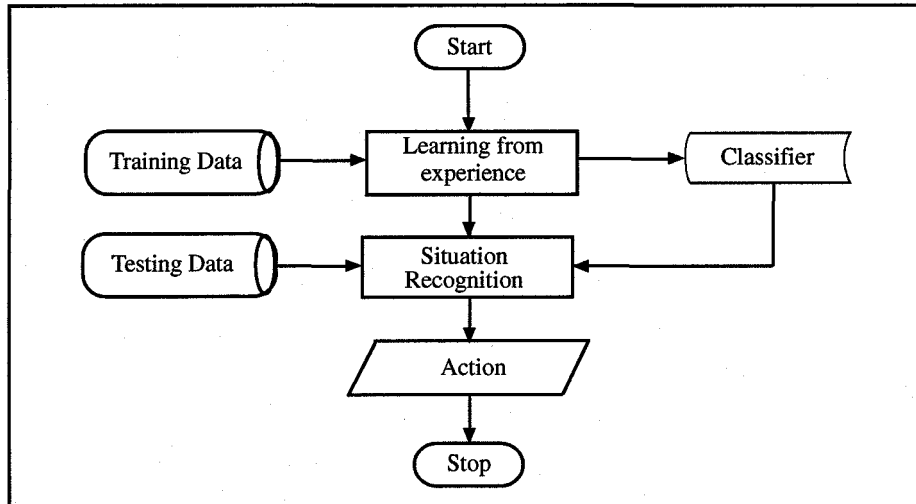 Start
Training Data
Learning from
experience
Classifier
Testing Data
Situation
Recognition
Action
Stop